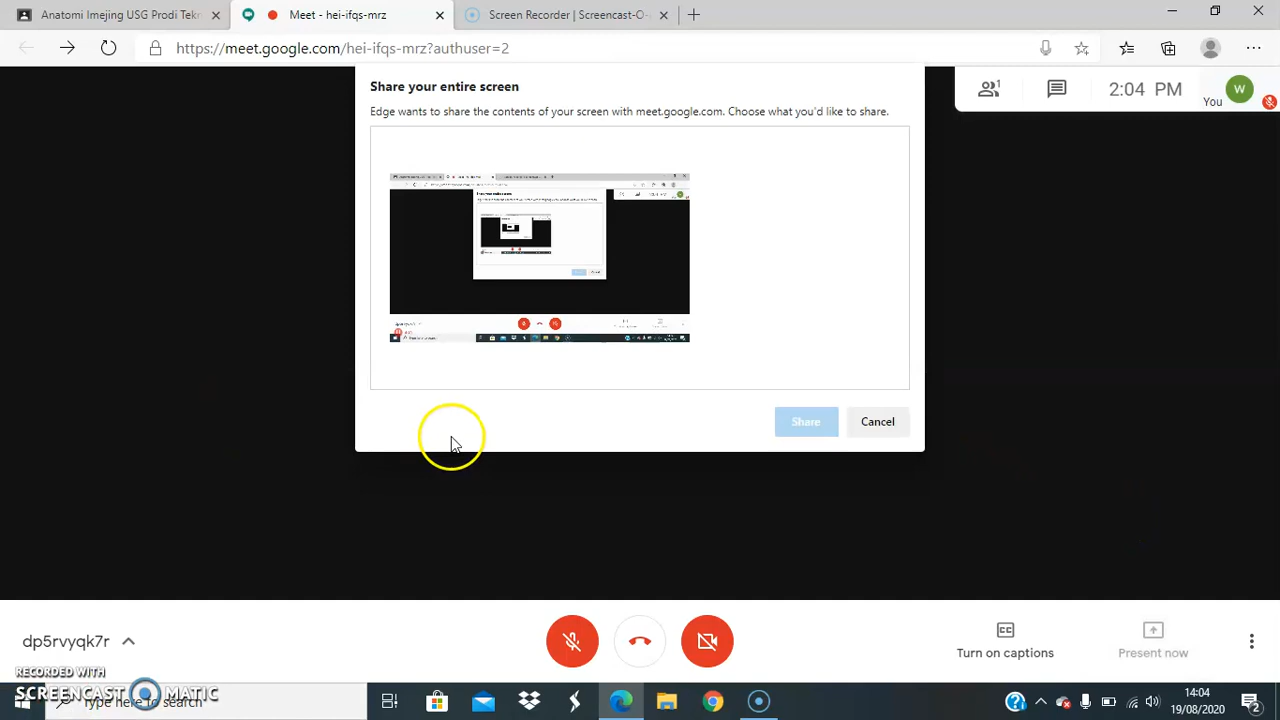 Anatomi Imejing USG Prodi Tekn
Meet - hei-ifqs-mrz
Screen Recorder | Screencast-O-
https://meet.google.com/hei-ifqs-mrz?authuser=2
Share your entire screen
Edge wants to share the contents of your screen with meet.google.com. Choose what you'd like to share.
1
2:04 PM
You
W
Share
Cancel
dp5rvyqk7r
CC
Turn on captions
Present now
RECORDED WITH
SCREENCAST MATIC
Type here to search
14:04
19/08/2020
2